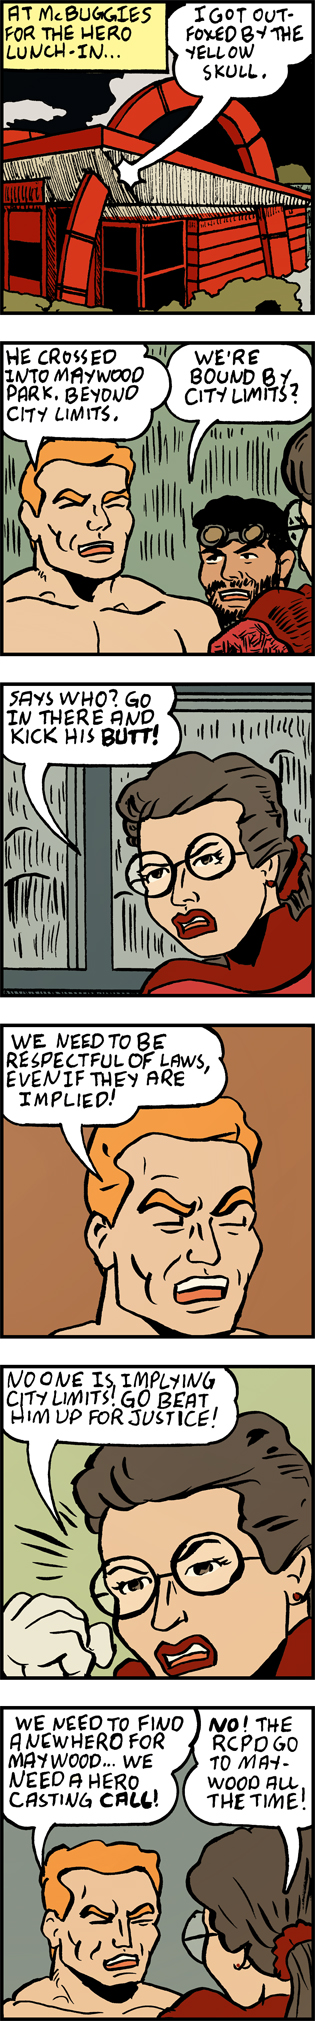 AT McBUGGIES
FOR THE HERO
LUNCH-IN...
I GOT OUT-
FOXED BY THE
YELLOW
SKULL.
HE CROSSED
INTO MAYWOOD
PARK. BEYOND
CITY LIMITS.
WE'RE
BOUND BY
CITY LIMITS?
SAYS WHO? GO
IN THERE AND
KICK HIS BUTT!
WE NEED TO BE
RESPECTFUL OF LAWS,
EVEN IF THEY ARE
IMPLIED!
NO ONE IS IMPLYING
CITY LIMITS! GO BEAT
HIM UP FOR JUSTICE!
WE NEED TO FIND
A NEW HERO FOR
MAYWOOD... WE
NEED A HERO
CASTING CALL!
NO! THE
RCPD GO
TO MAY-
WOOD ALL
THE TIME!